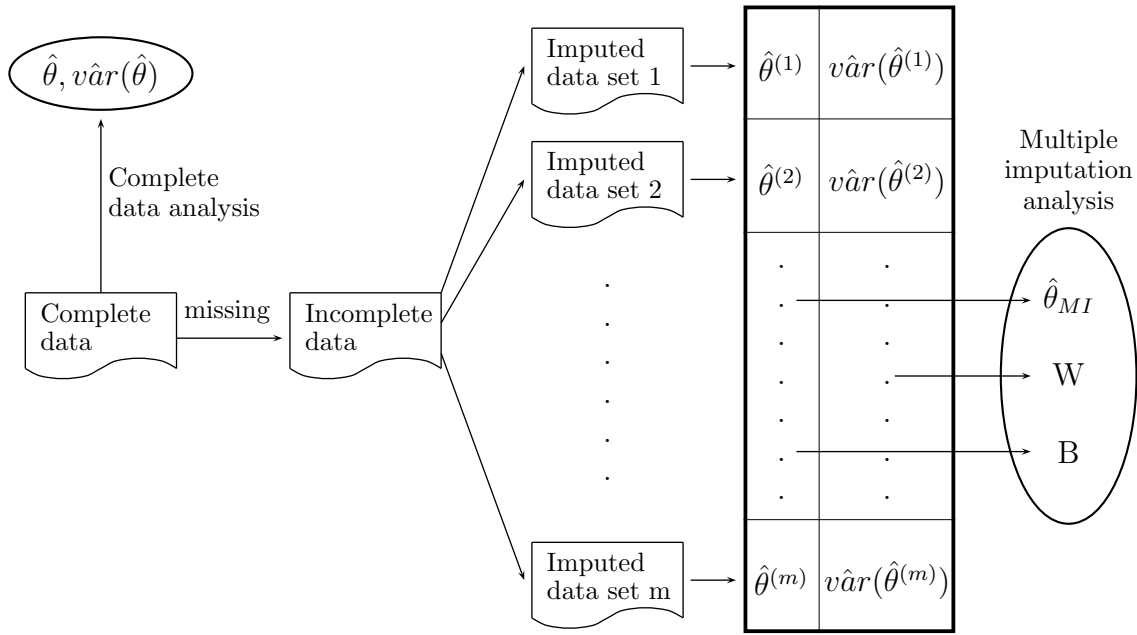 θ̂, vâr(θ̂)
Complete
data analysis
Complete
data
missing
Incomplete
data
Imputed
data set 1
Imputed
data set 2
.
.
.
.
.
.
Imputed
data set m
θ̂⁽¹⁾ vâr(θ̂⁽¹⁾)
θ̂⁽²⁾ vâr(θ̂⁽²⁾)
. .
. .
. .
. .
. .
. .
. .
θ̂⁽ᵐ⁾ vâr(θ̂⁽ᵐ⁾)
Multiple
imputation
analysis
θ̂_MI
W
B